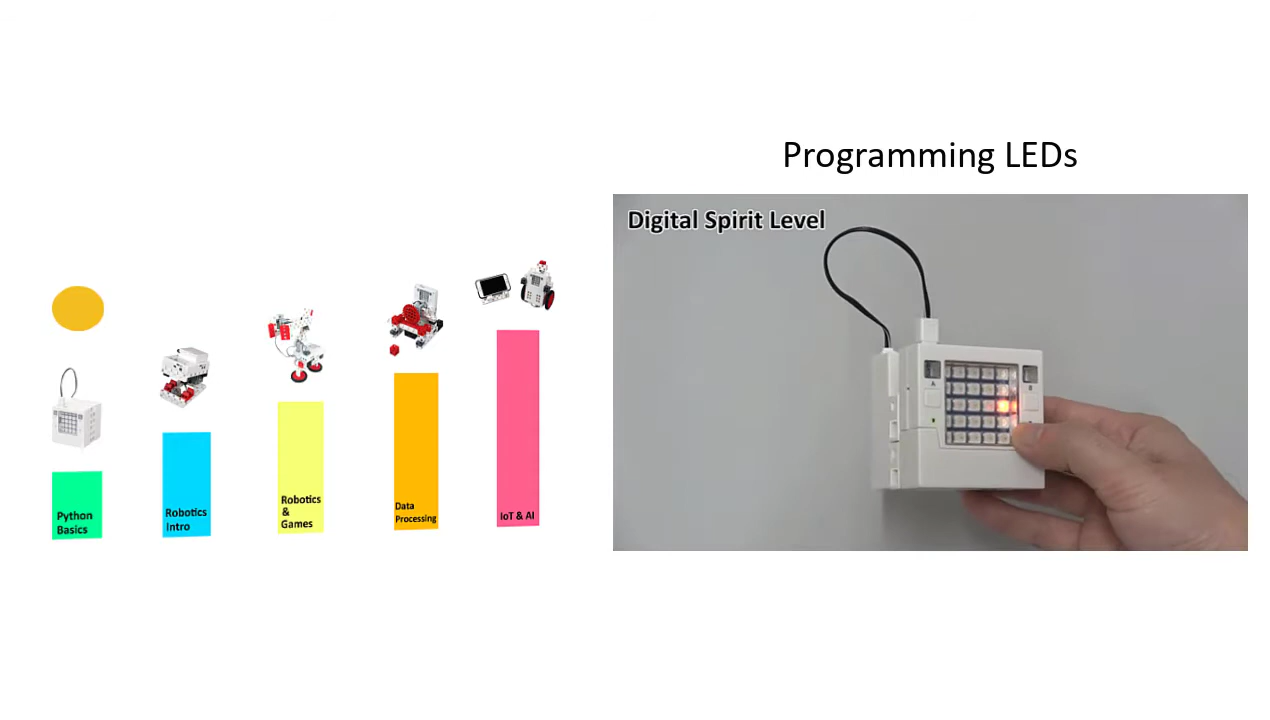 Programming LEDs
Digital Spirit Level
Python
Basics
Robotics
Intro
Robotics
&
Games
Data
Processing
IoT & AI